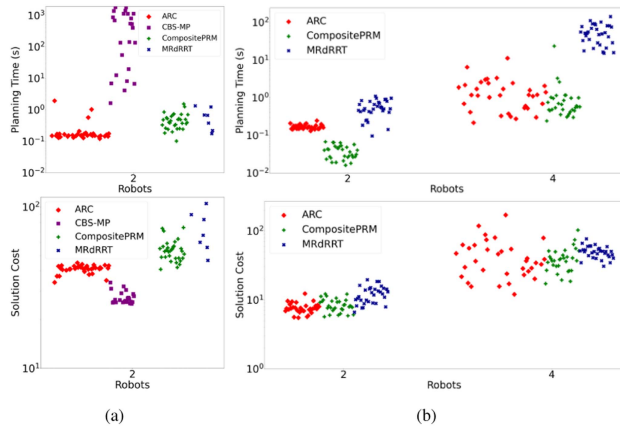 10³
10²
10¹
10⁰
10⁻¹
10⁻²
Planning Time (s)
ARC
CBS-MP
CompositePRM
MRdRRT
2
Robots
10²
10¹
10⁰
10⁻¹
10⁻²
Planning Time (s)
ARC
CompositePRM
MRdRRT
2
4
Robots
10²
10¹
Solution Cost
ARC
CBS-MP
CompositePRM
MRdRRT
2
Robots
10²
10¹
10⁰
Solution Cost
ARC
CompositePRM
MRdRRT
2
4
Robots
(a)
(b)